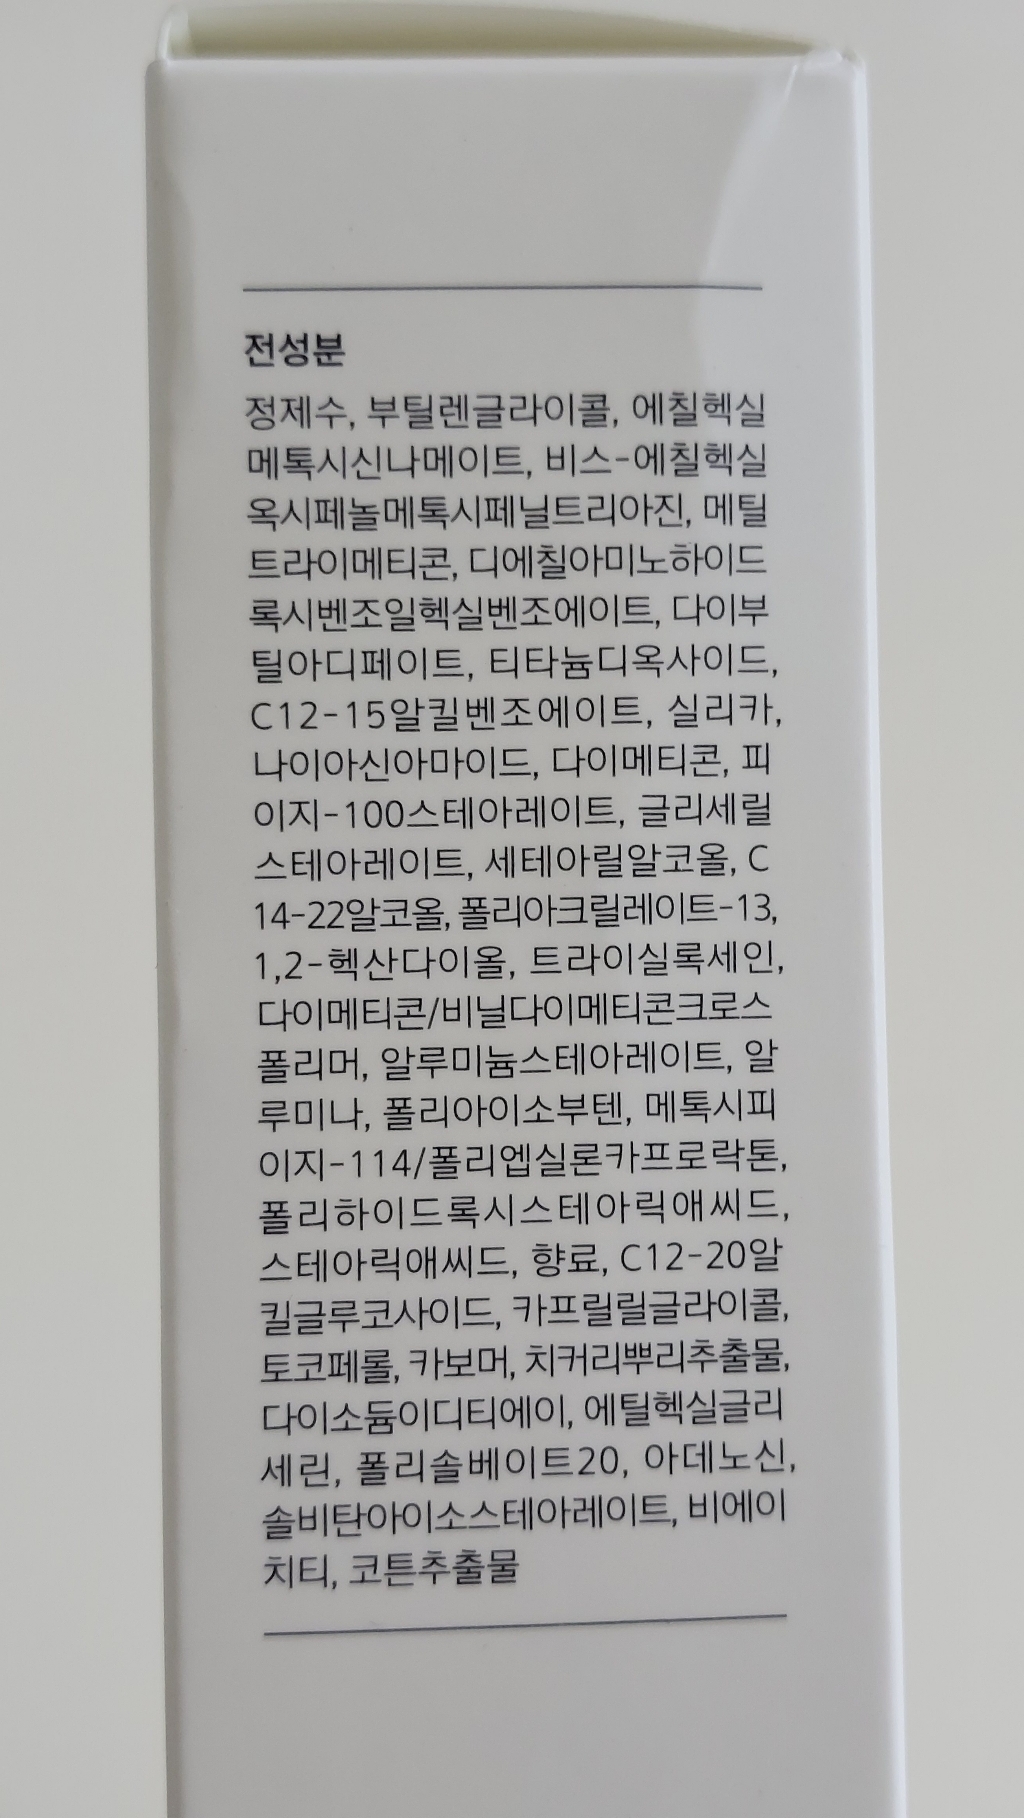 전성분
정제수, 부틸렌글라이콜, 에칠헥실
메톡시신나메이트, 비스-에칠헥실
옥시페놀메톡시페닐트리아진, 메틸
트라이메티콘, 디에칠아미노하이드
록시벤조일헥실벤조에이트, 다이부
틸아디페이트, 티타늄디옥사이드,
C12-15알킬벤조에이트, 실리카,
나이아신아마이드, 다이메티콘, 피
이지-100스테아레이트, 글리세릴
스테아레이트, 세테아릴알코올, C
14-22알코올, 폴리아크릴레이트-13,
1,2-헥산다이올, 트라이실록세인,
다이메티콘/비닐다이메티콘크로스
폴리머, 알루미늄스테아레이트, 알
루미나, 폴리아이소부텐, 메톡시피
이지-114/폴리엡실론카프로락톤,
폴리하이드록시스테아릭애씨드,
스테아릭애씨드, 향료, C12-20알
킬글루코사이드, 카프릴릴글라이콜,
토코페롤, 카보머, 치커리뿌리추출물,
다이소듐이디티에이, 에틸헥실글리
세린, 폴리솔베이트20, 아데노신,
솔비탄아이소스테아레이트, 비에이
치티, 코튼추출물